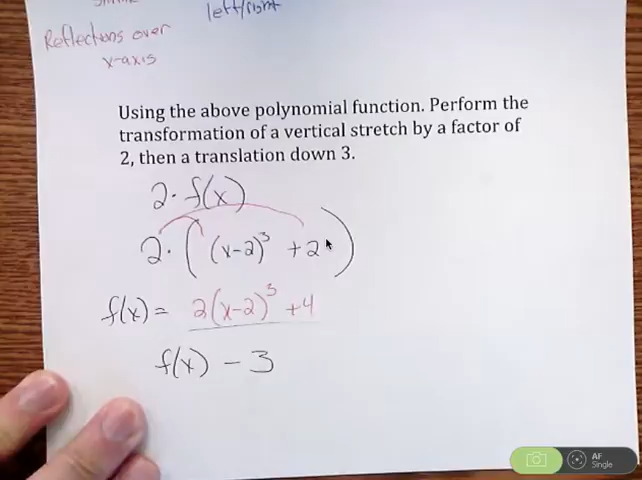 left/right
Reflections over
x-axis
Using the above polynomial function. Perform the
transformation of a vertical stretch by a factor of
2, then a translation down 3.
2·f(x)
2·((x-2)³ +2)
f(x)= 2(x-2)³ +4
f(x) - 3
AF
Single